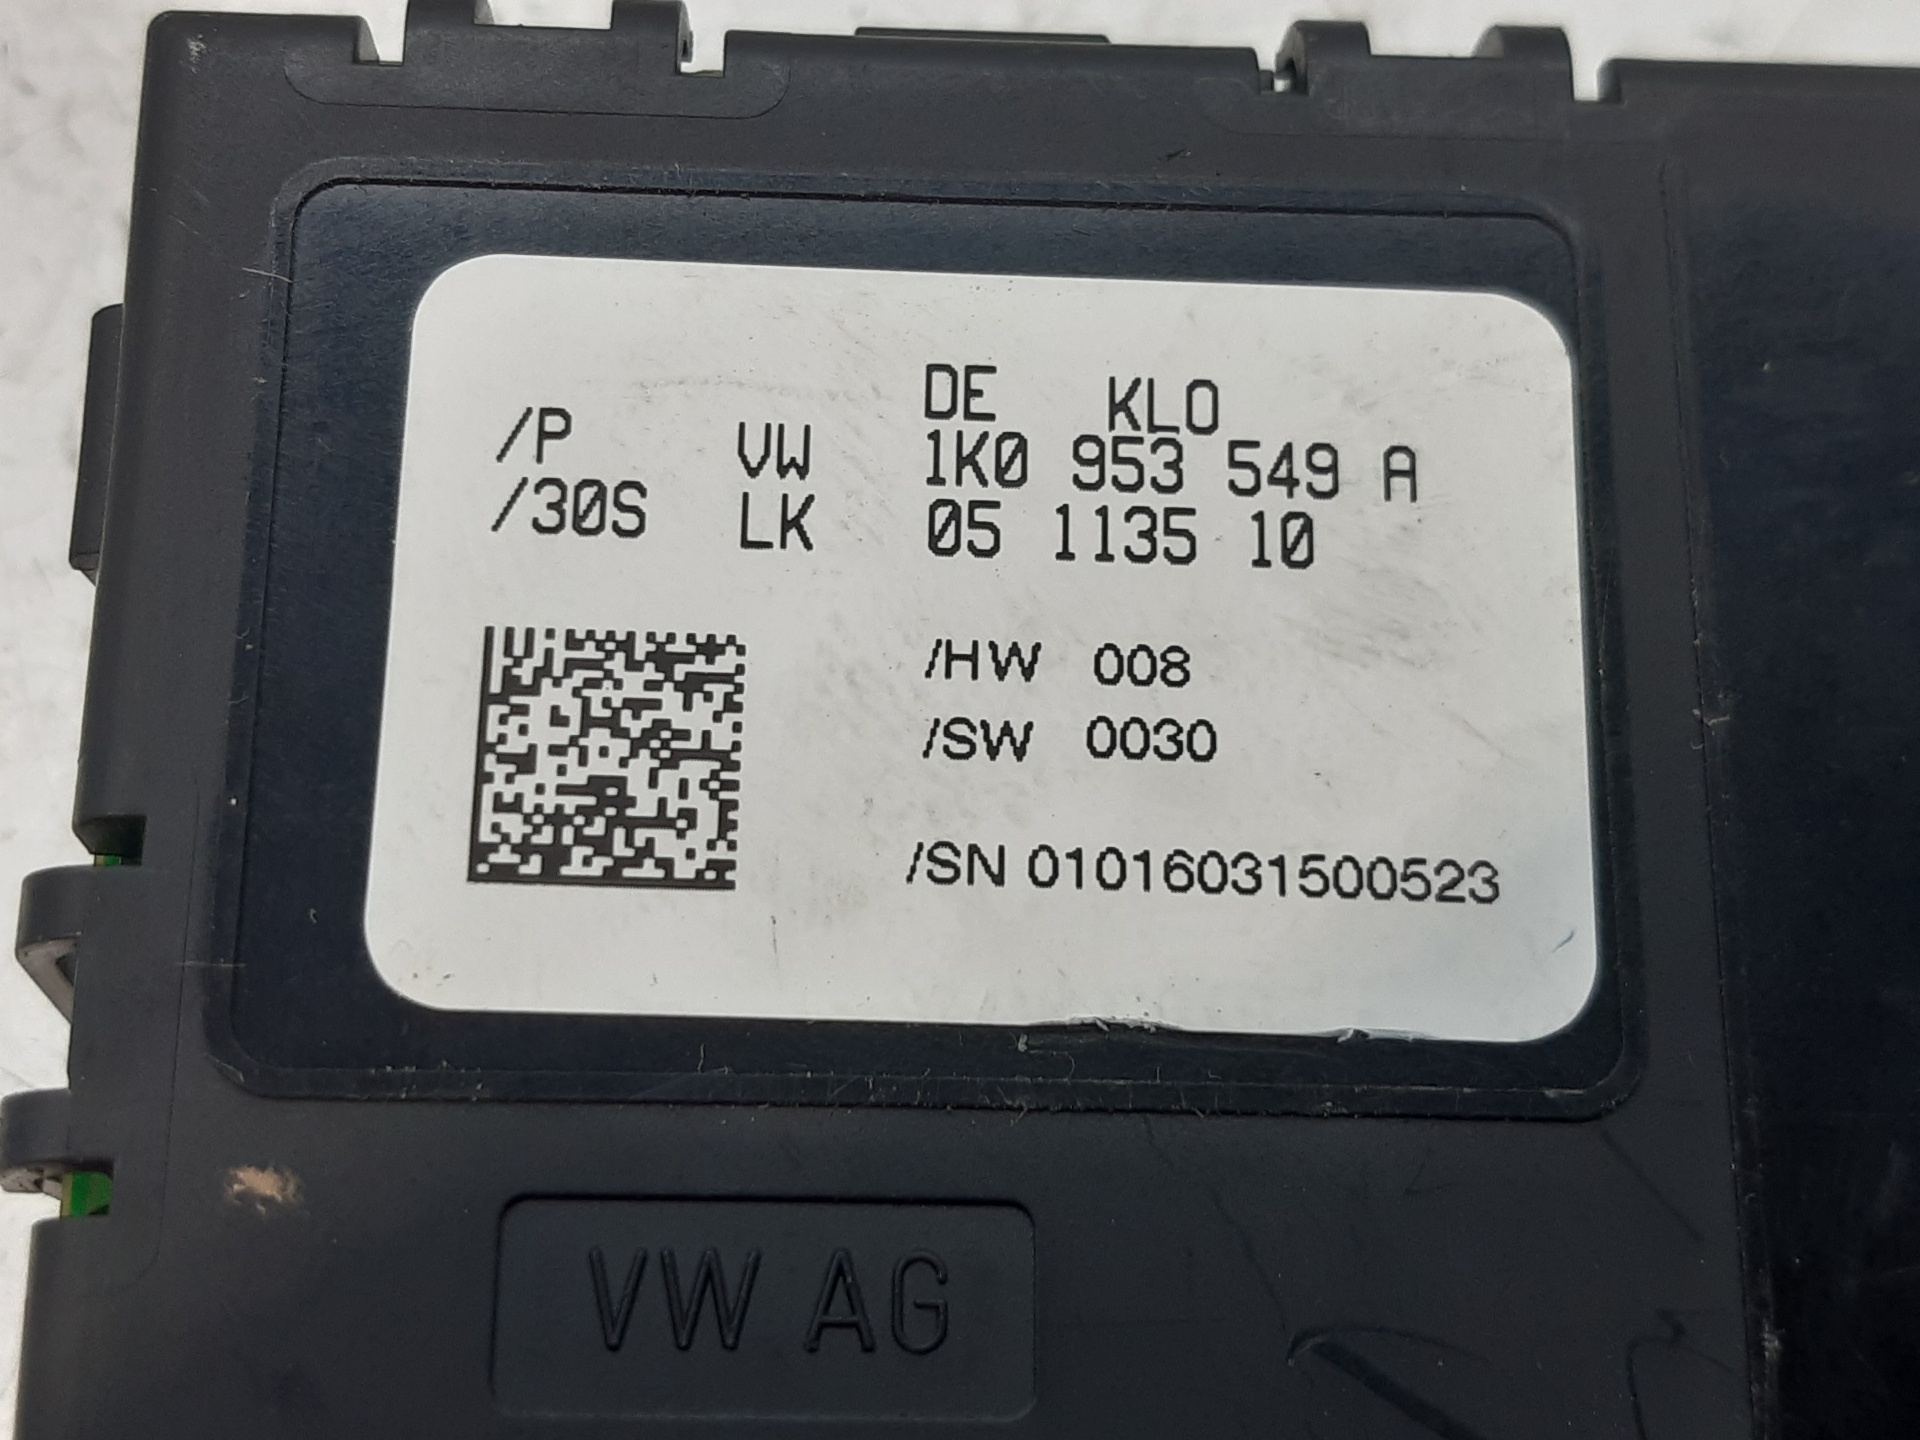 DE KLO
/P VW 1K0 953 549 A
/30S LK 05 1135 10
/HW 008
/SW 0030
/SN 01016031500523
VW AG